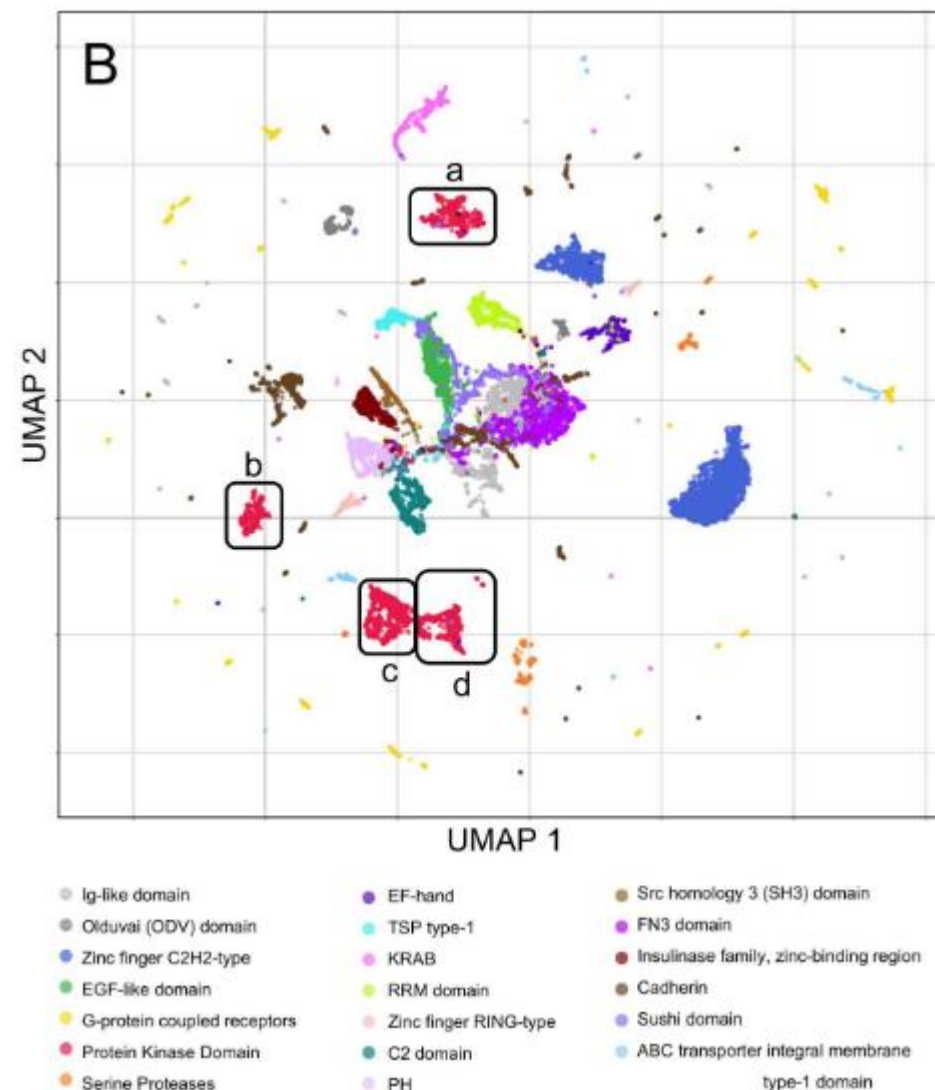 B
a
b
c
d
UMAP 2
UMAP 1
Ig-like domain
Olduvai (ODV) domain
Zinc finger C2H2-type
EGF-like domain
G-protein coupled receptors
Protein Kinase Domain
Serine Proteases
EF-hand
TSP type-1
KRAB
RRM domain
Zinc finger RING-type
C2 domain
PH
Src homology 3 (SH3) domain
FN3 domain
Insulinase family, zinc-binding region
Cadherin
Sushi domain
ABC transporter integral membrane
type-1 domain